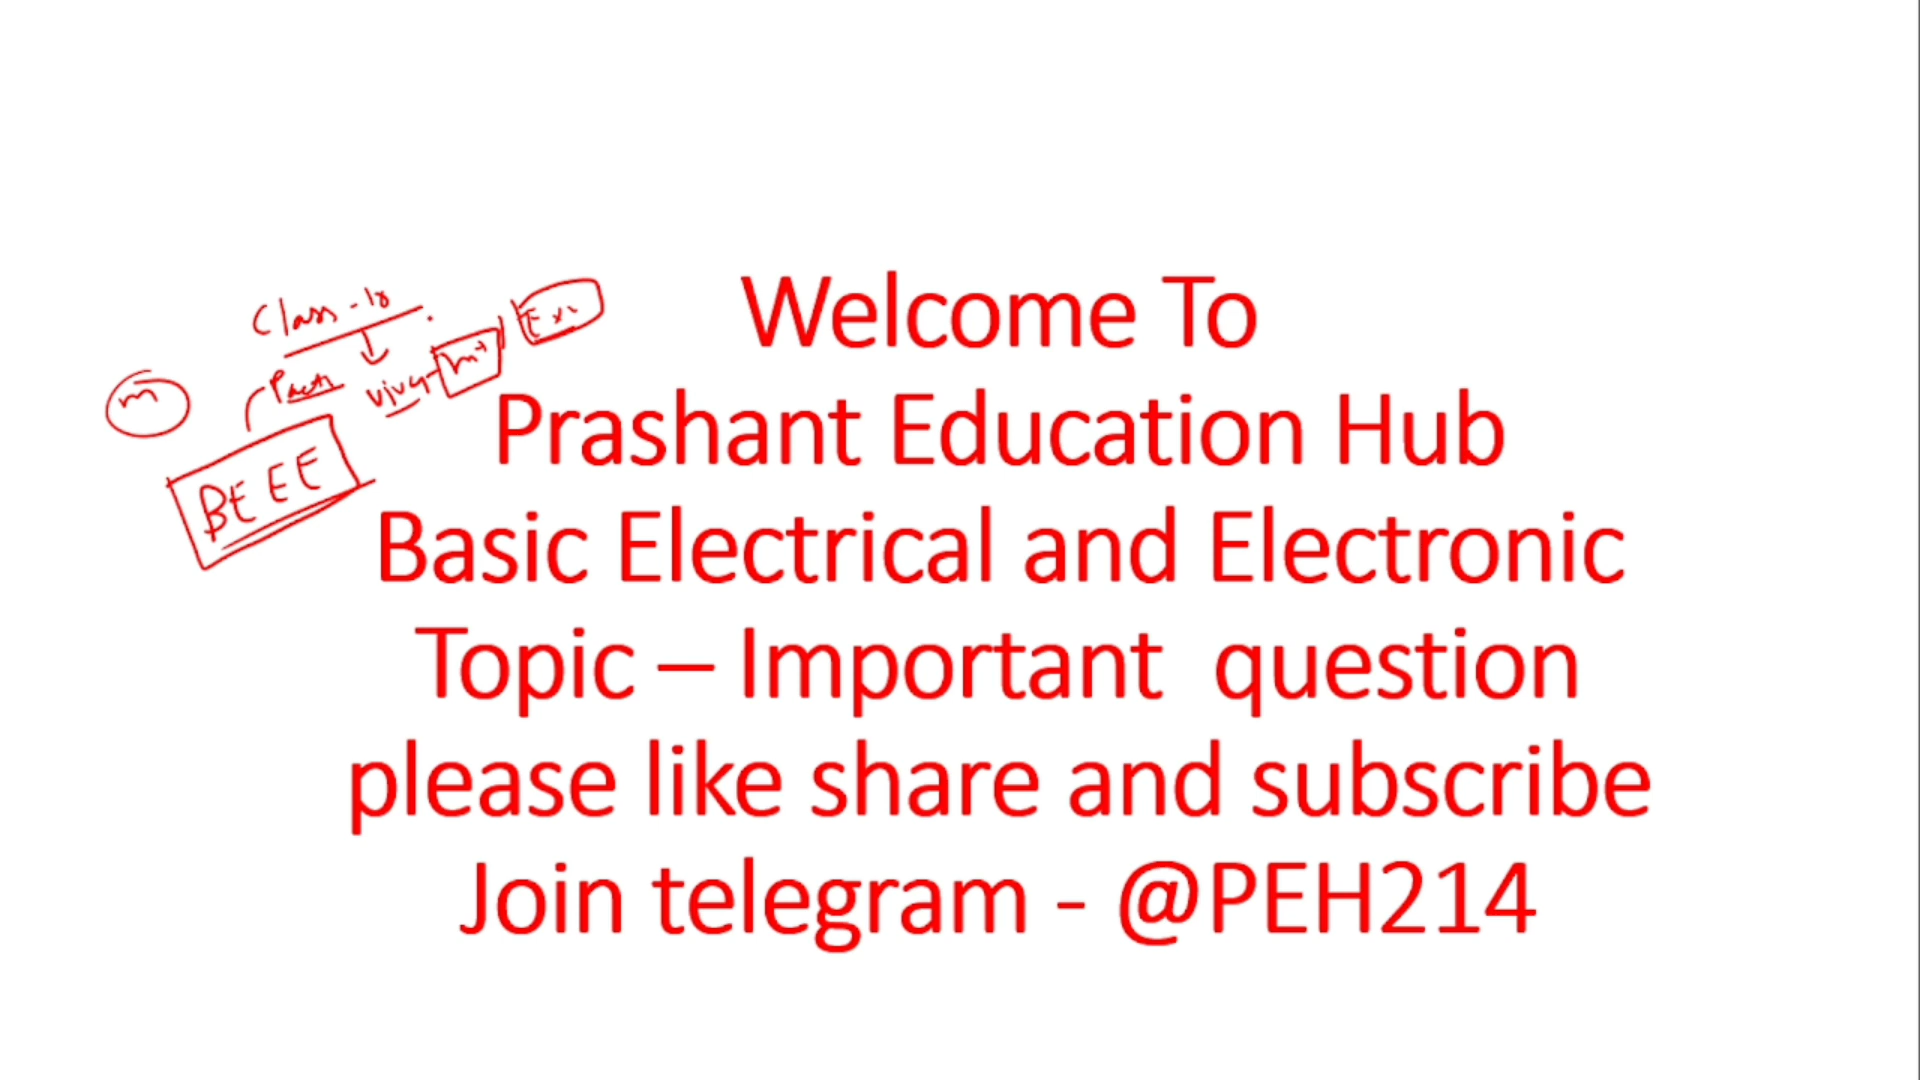 Welcome To
Prashant Education Hub
Basic Electrical and Electronic
Topic – Important question
please like share and subscribe
Join telegram - @PEH214
Class -
viva
BEEE
m